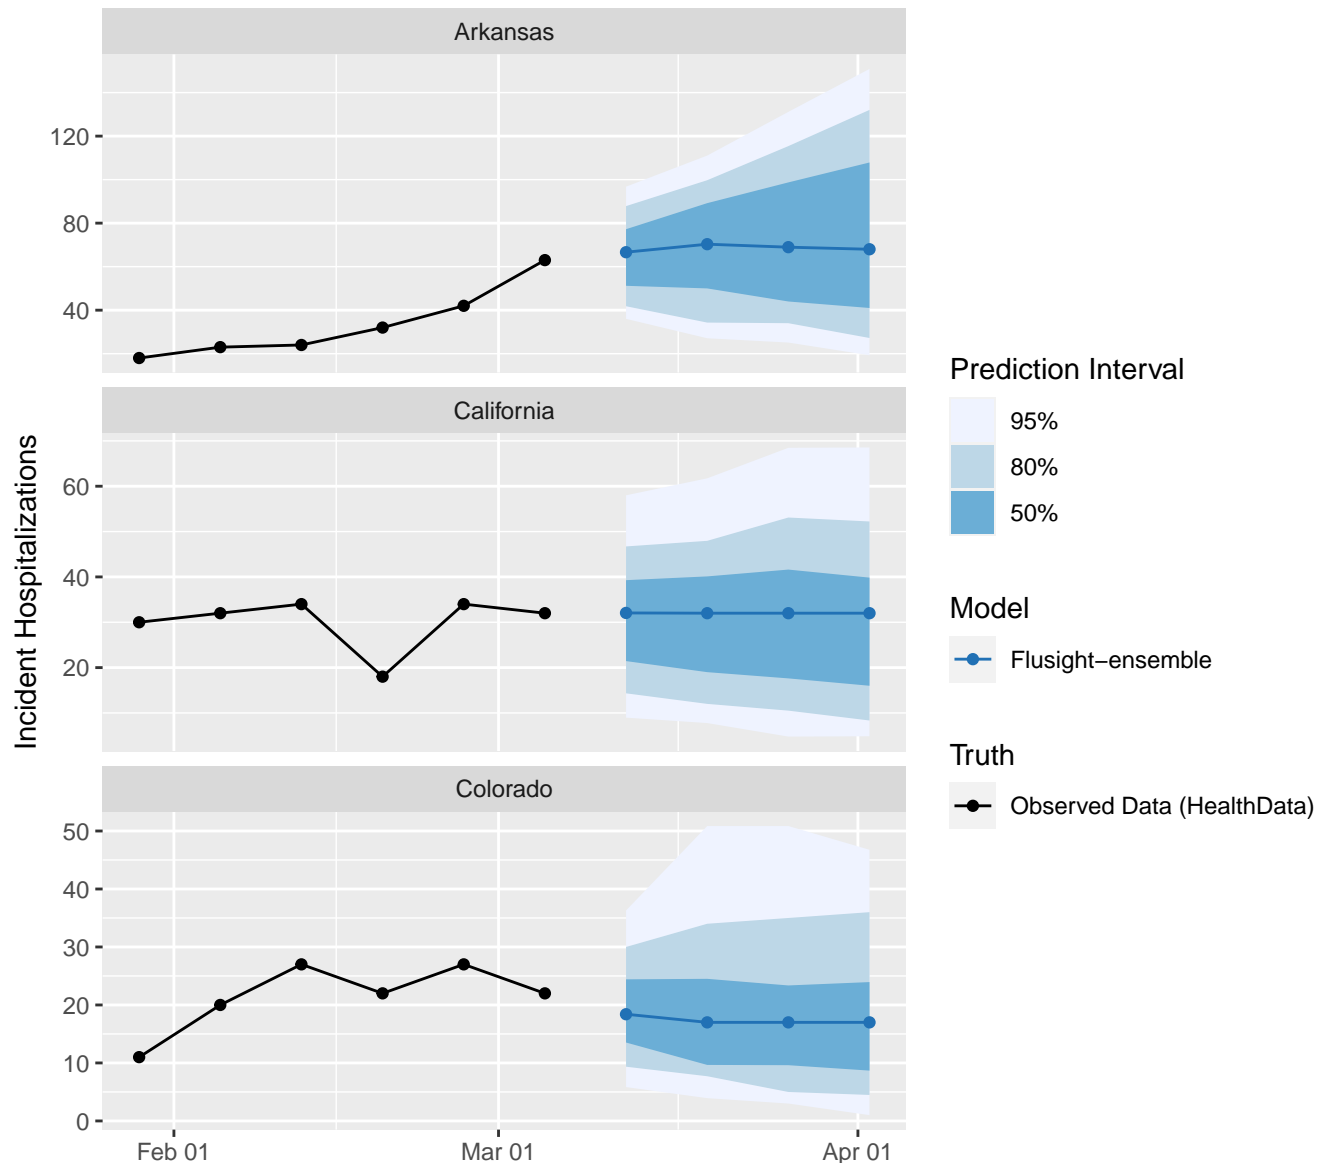 Arkansas
120
80
40
California
60
40
20
Colorado
50
40
30
20
10
0
Feb 01
Mar 01
Apr 01
Incident Hospitalizations
Prediction Interval
95%
80%
50%
Model
Flusight−ensemble
Truth
Observed Data (HealthData)